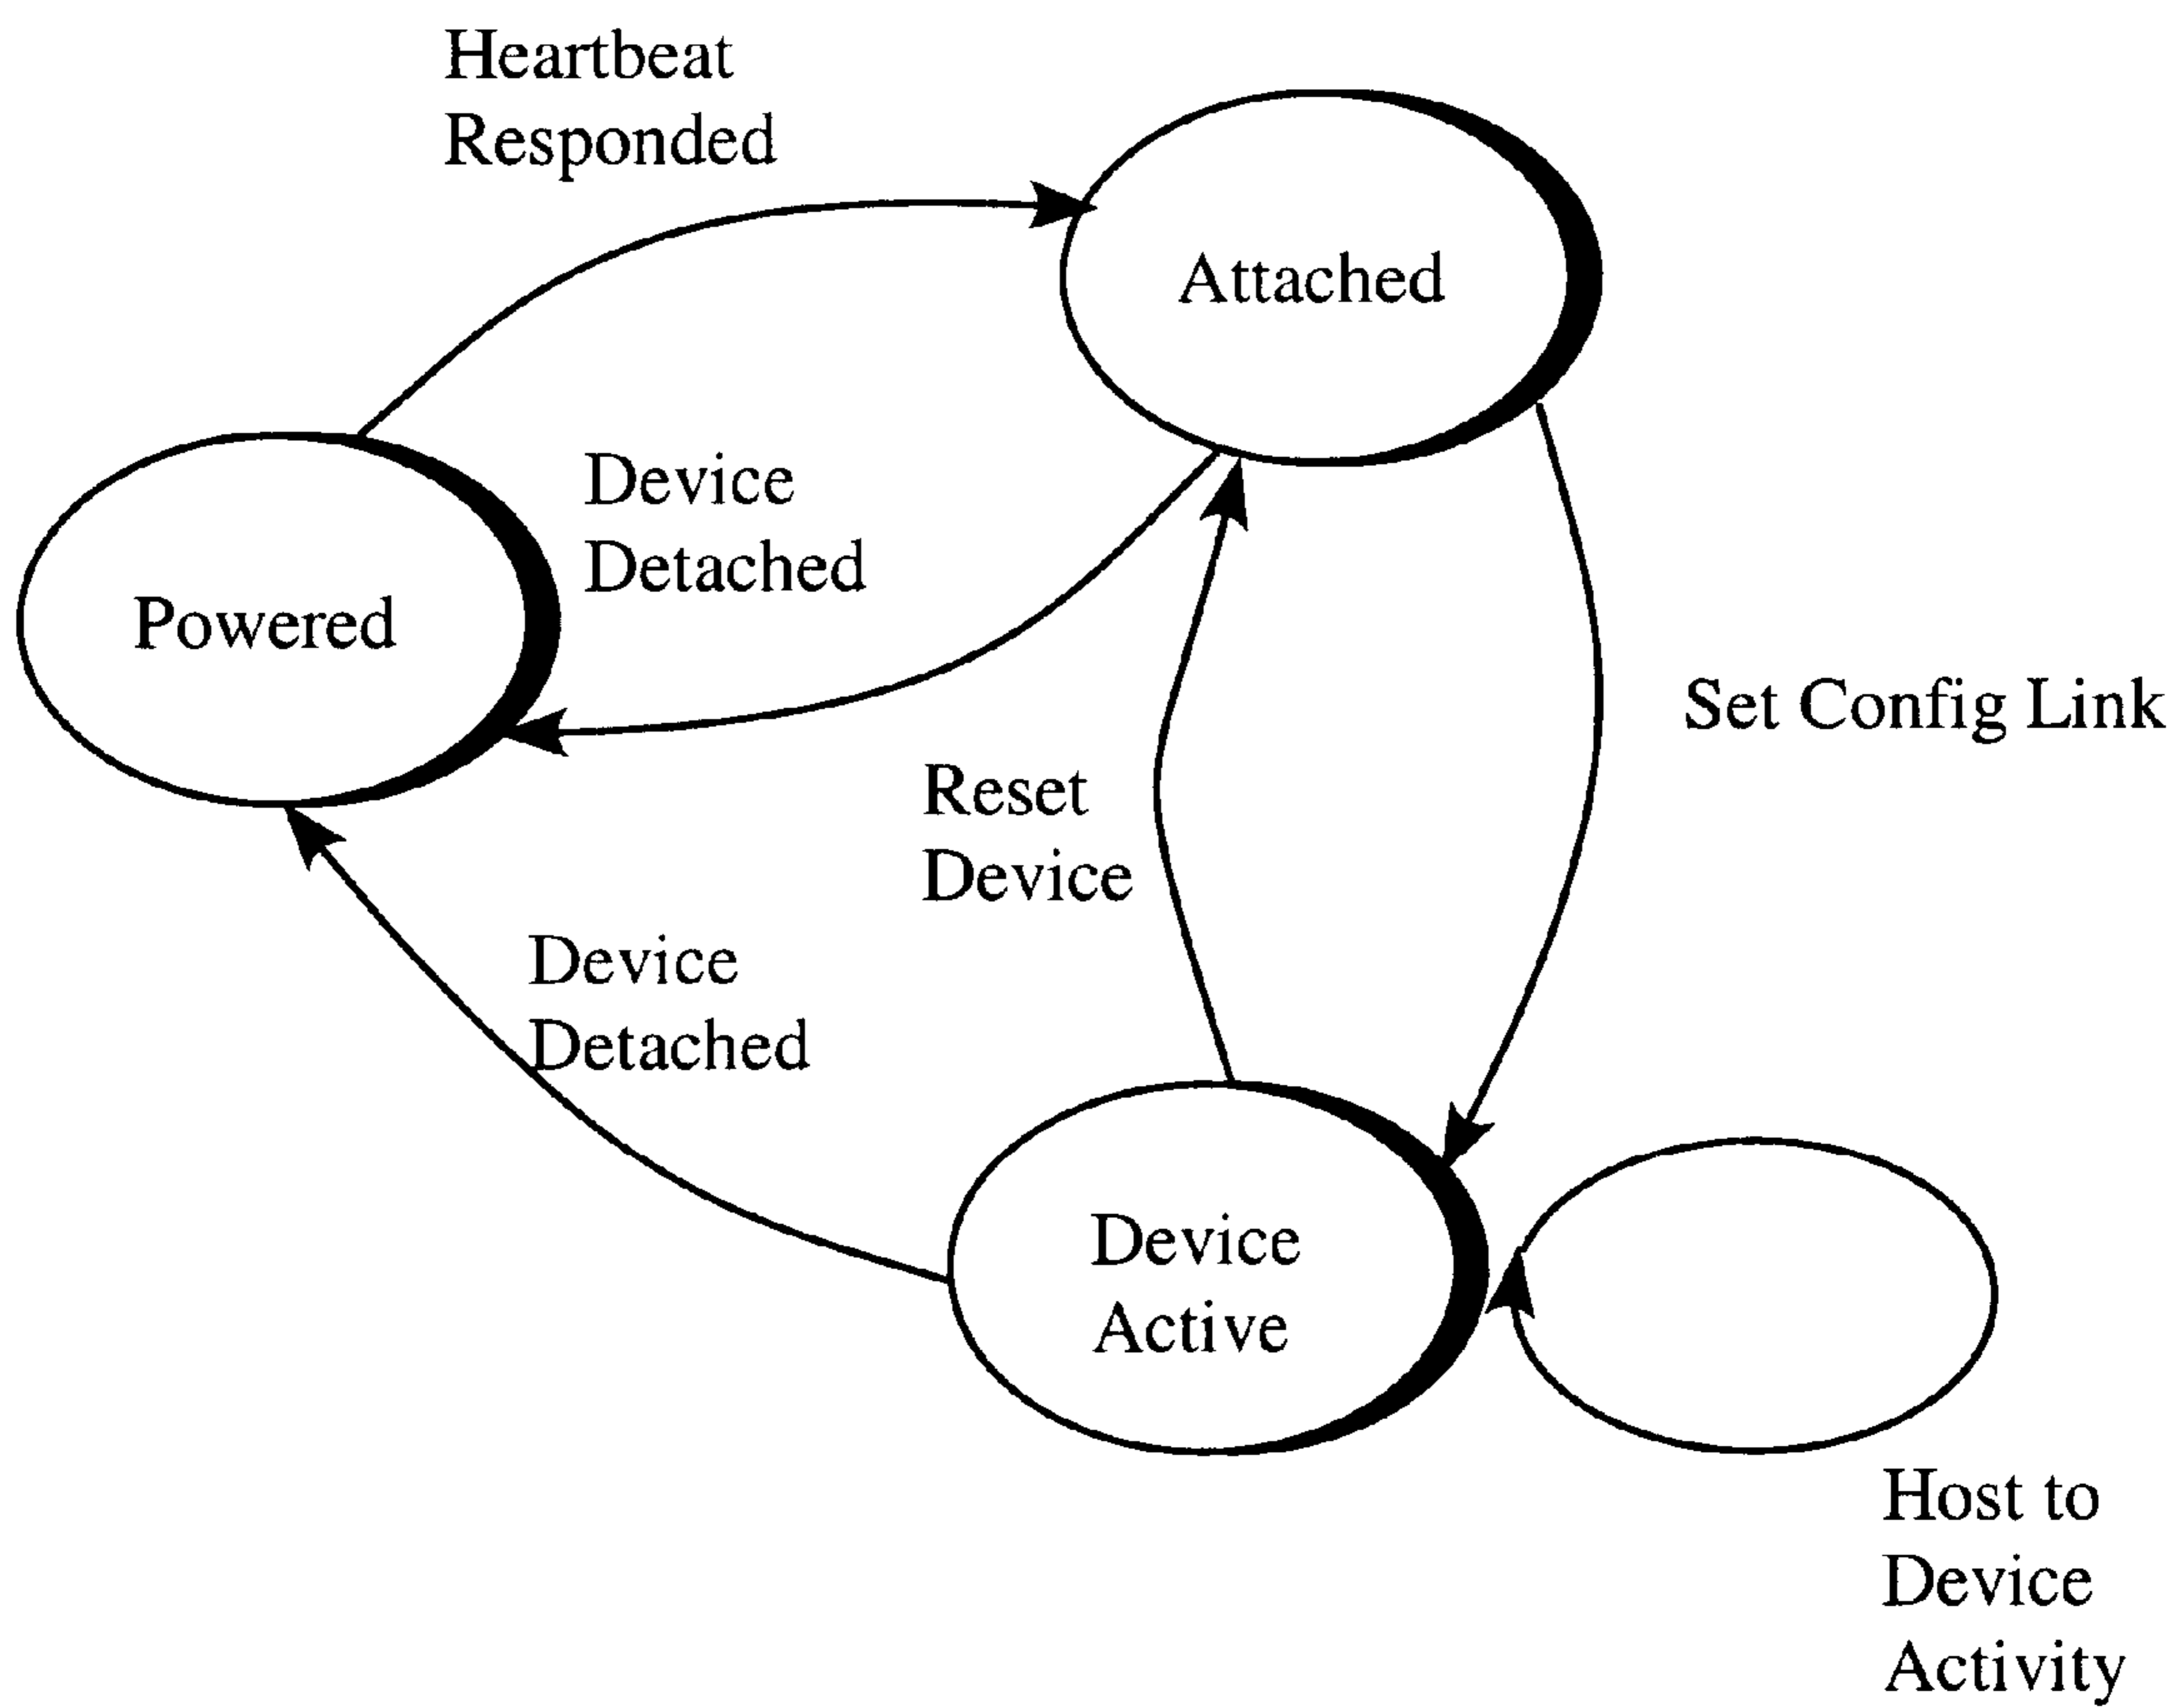 Heartbeat
Responded
Attached
Device
Detached
Powered
Set Config Link
Reset
Device
Device
Detached
Device
Active
Host to
Device
Activity